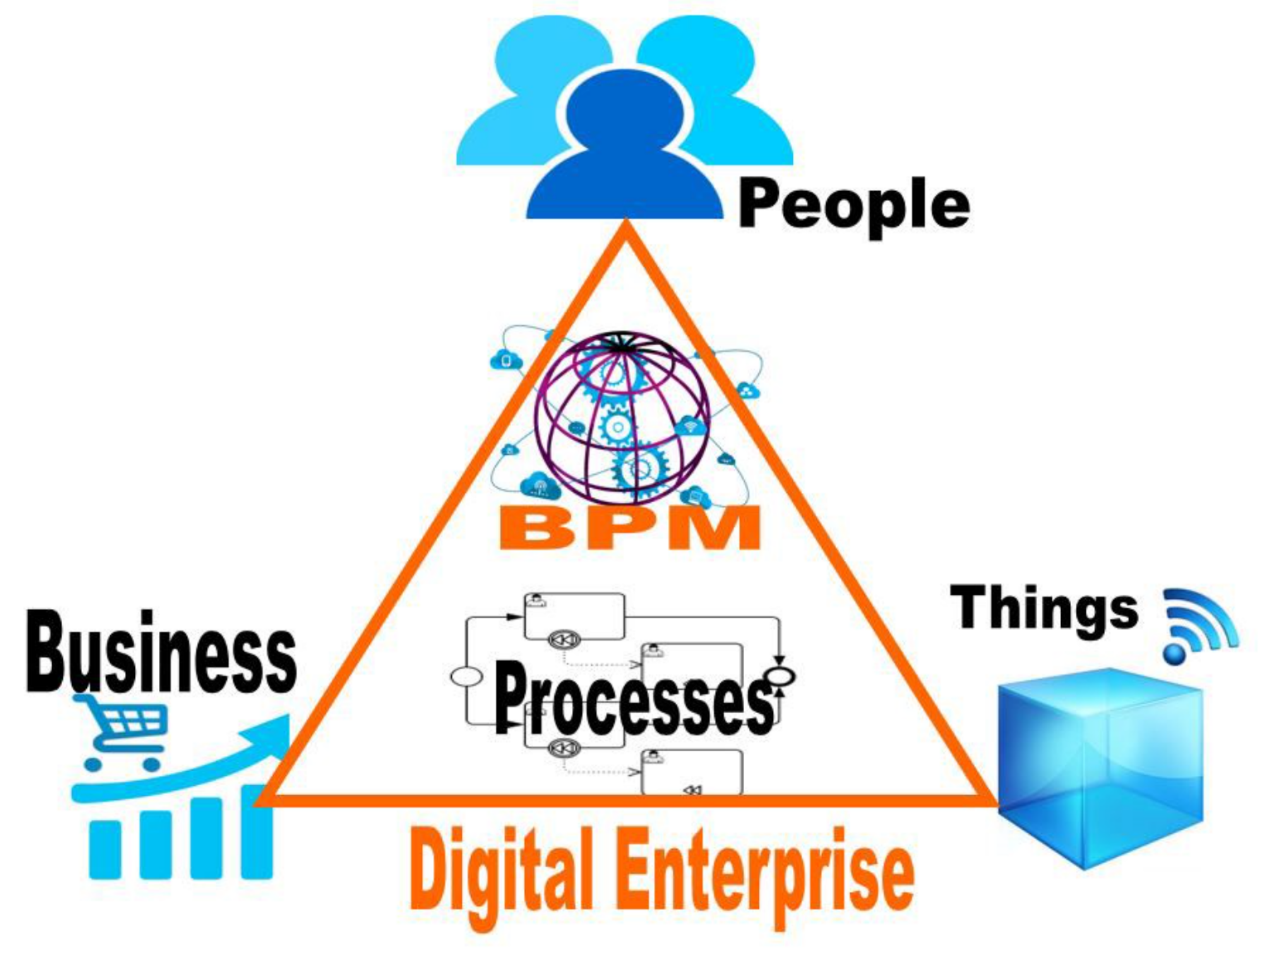 People
BPM
Things
Business
Processes
Digital Enterprise